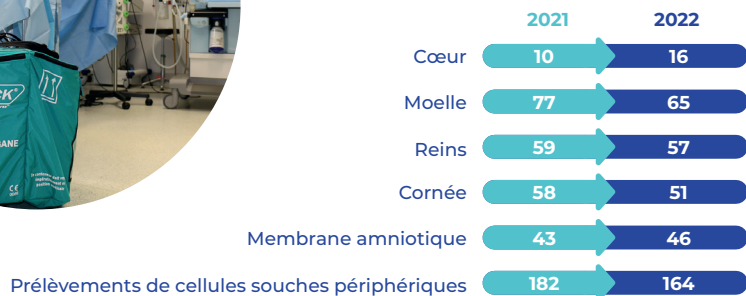 2021 2022
Cœur 10 16
Moelle 77 65
Reins 59 57
Cornée 58 51
Membrane amniotique 43 46
Prélèvements de cellules souches périphériques 182 164